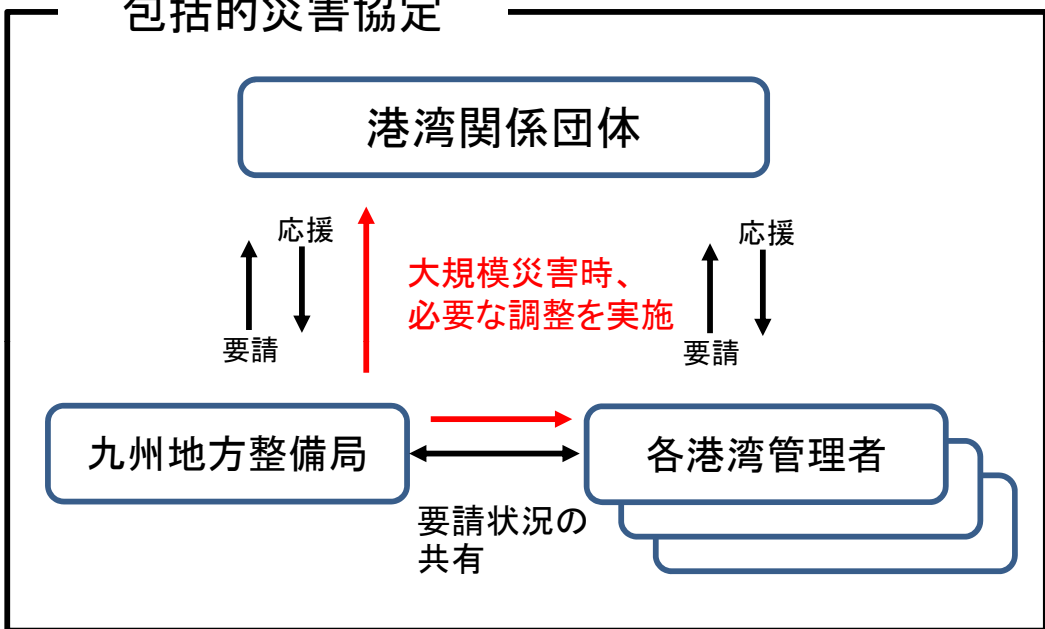 包括的災害協定
港湾関係団体
応援
要請
大規模災害時、
必要な調整を実施
応援
要請
九州地方整備局
各港湾管理者
要請状況の
共有